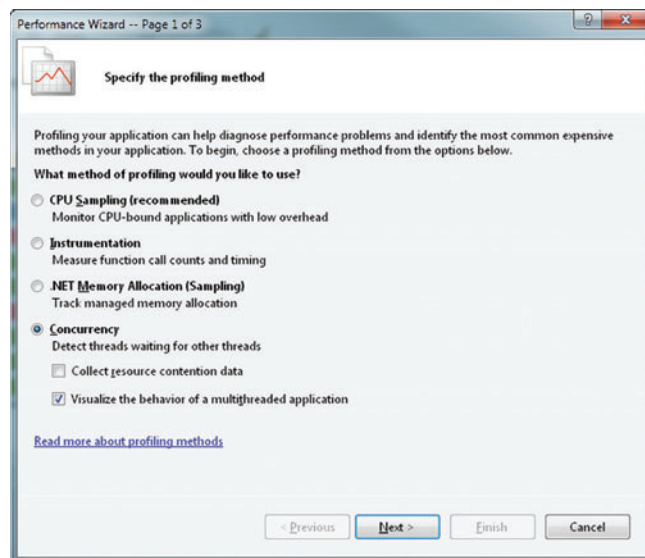 Performance Wizard -- Page 1 of 3
Specify the profiling method
Profiling your application can help diagnose performance problems and identify the most common expensive
methods in your application. To begin, choose a profiling method from the options below.
What method of profiling would you like to use?
CPU Sampling (recommended)
Monitor CPU-bound applications with low overhead
Instrumentation
Measure function call counts and timing
.NET Memory Allocation (Sampling)
Track managed memory allocation
Concurrency
Detect threads waiting for other threads
Collect resource contention data
Visualize the behavior of a multithreaded application
Read more about profiling methods
< Previous
Next >
Finish
Cancel